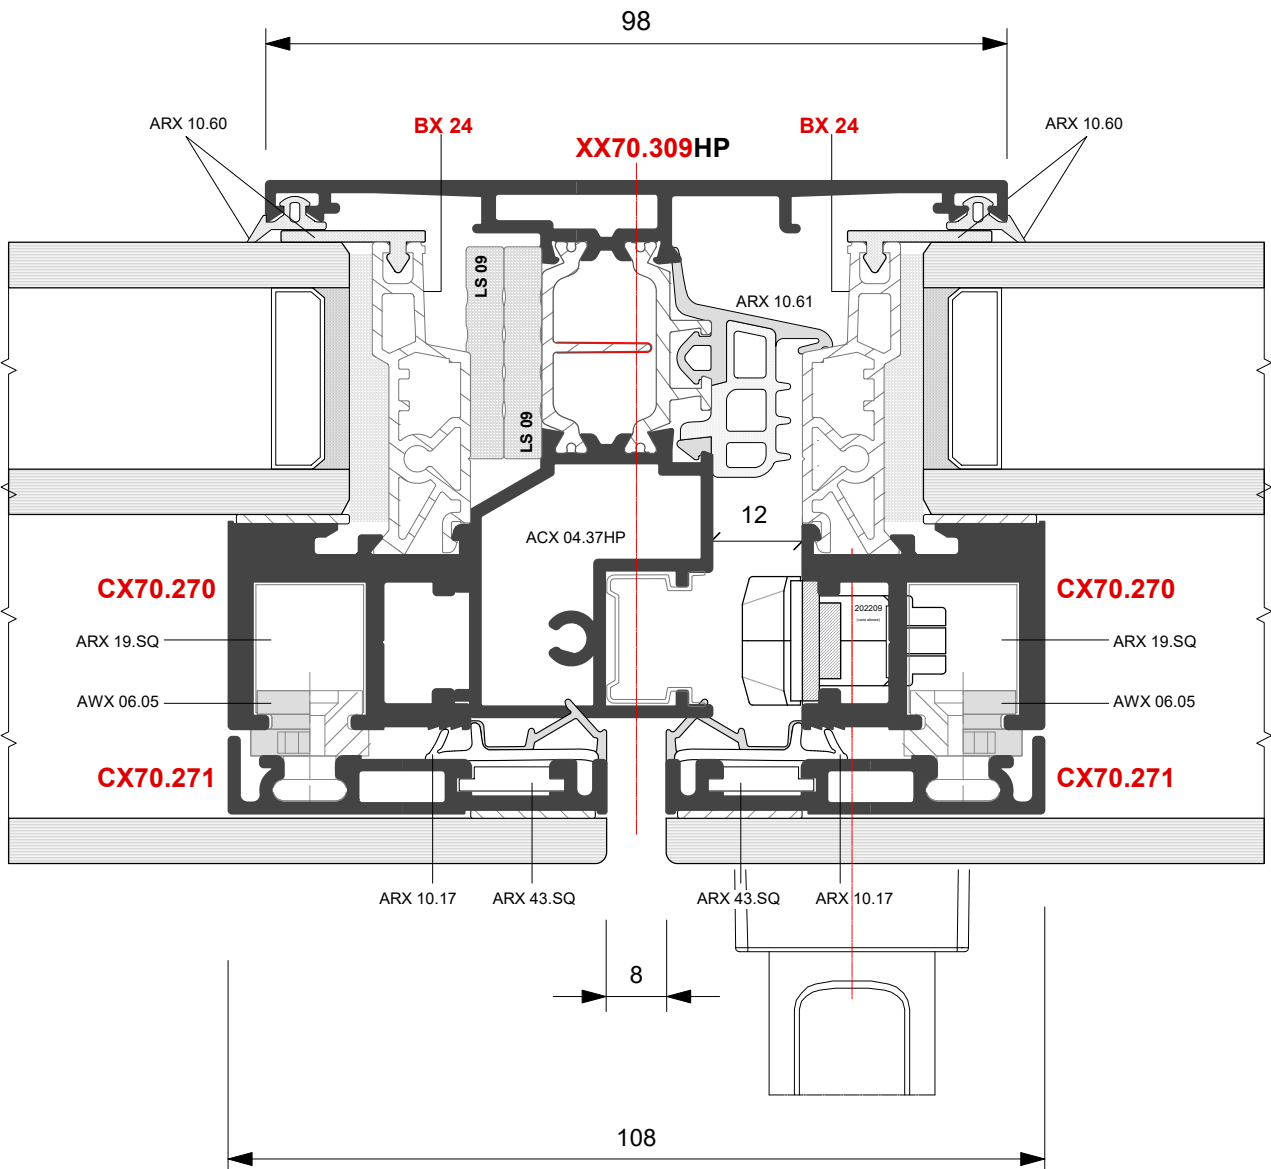 98
ARX 10.60
BX 24
BX 24
ARX 10.60
XX70.309HP
LS 09
ARX 10.61
LS 09
12
ACX 04.37HP
CX70.270
CX70.270
202209
ARX 19.SQ
ARX 19.SQ
AWX 06.05
AWX 06.05
CX70.271
CX70.271
ARX 10.17
ARX 43.SQ
ARX 43.SQ
ARX 10.17
8
108